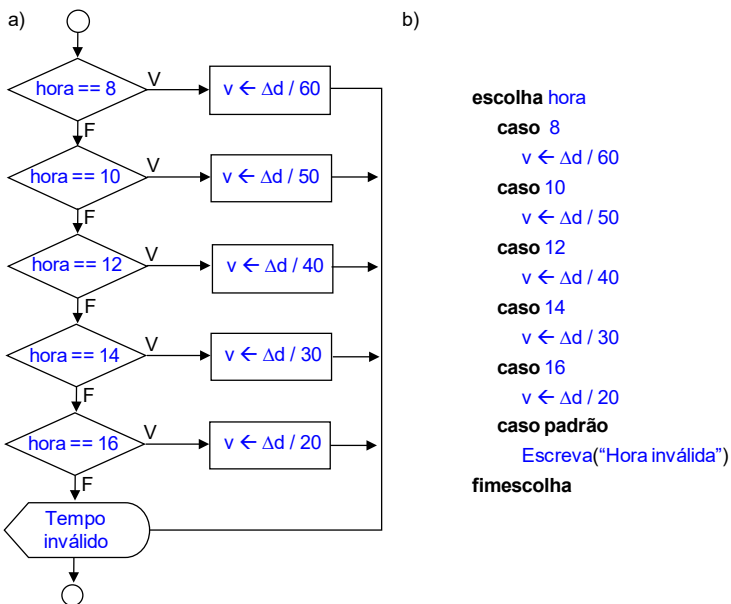 a)
hora == 8
V
v ← Δd / 60
F
hora == 10
V
v ← Δd / 50
F
hora == 12
V
v ← Δd / 40
F
hora == 14
V
v ← Δd / 30
F
hora == 16
V
v ← Δd / 20
F
Tempo
inválido
b)
escolha hora
caso 8
v ← Δd / 60
caso 10
v ← Δd / 50
caso 12
v ← Δd / 40
caso 14
v ← Δd / 30
caso 16
v ← Δd / 20
caso padrão
Escreva(“Hora inválida”)
fimescolha